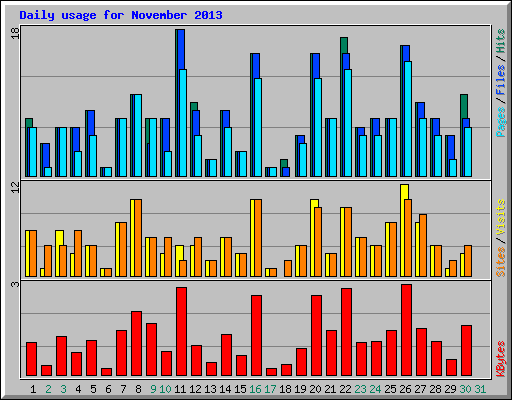 Daily usage for November 2013
18
Pages / Files / Hits
12
Sites / Visits
3
KBytes
1 2 3 4 5 6 7 8 9 10 11 12 13 14 15 16 17 18 19 20 21 22 23 24 25 26 27 28 29 30 31